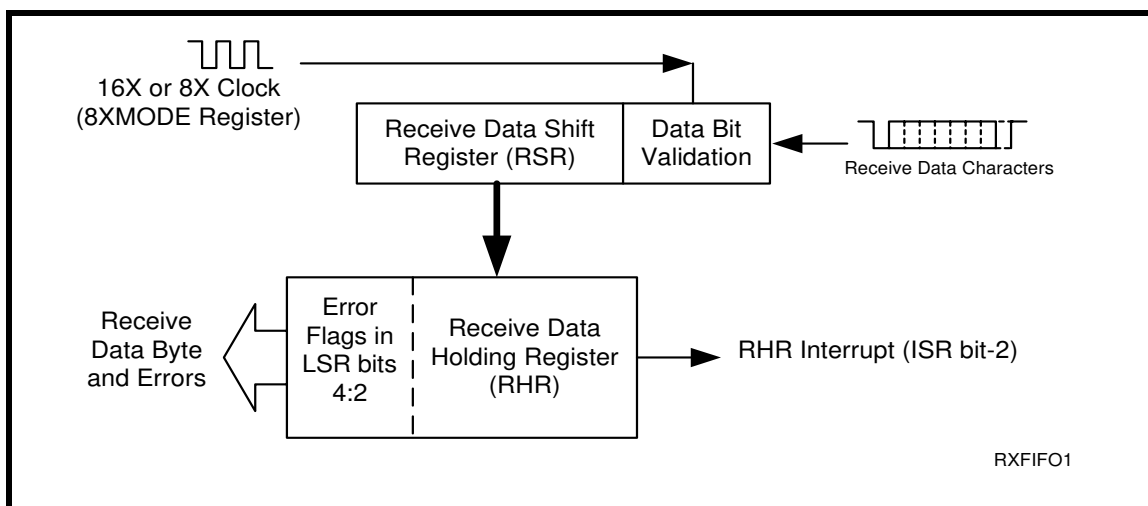 16X or 8X Clock
(8XMODE Register)
Receive Data Shift
Register (RSR)
Data Bit
Validation
Receive Data Characters
Receive
Data Byte
and Errors
Error
Flags in
LSR bits
4:2
Receive Data
Holding Register
(RHR)
RHR Interrupt (ISR bit-2)
RXFIFO1